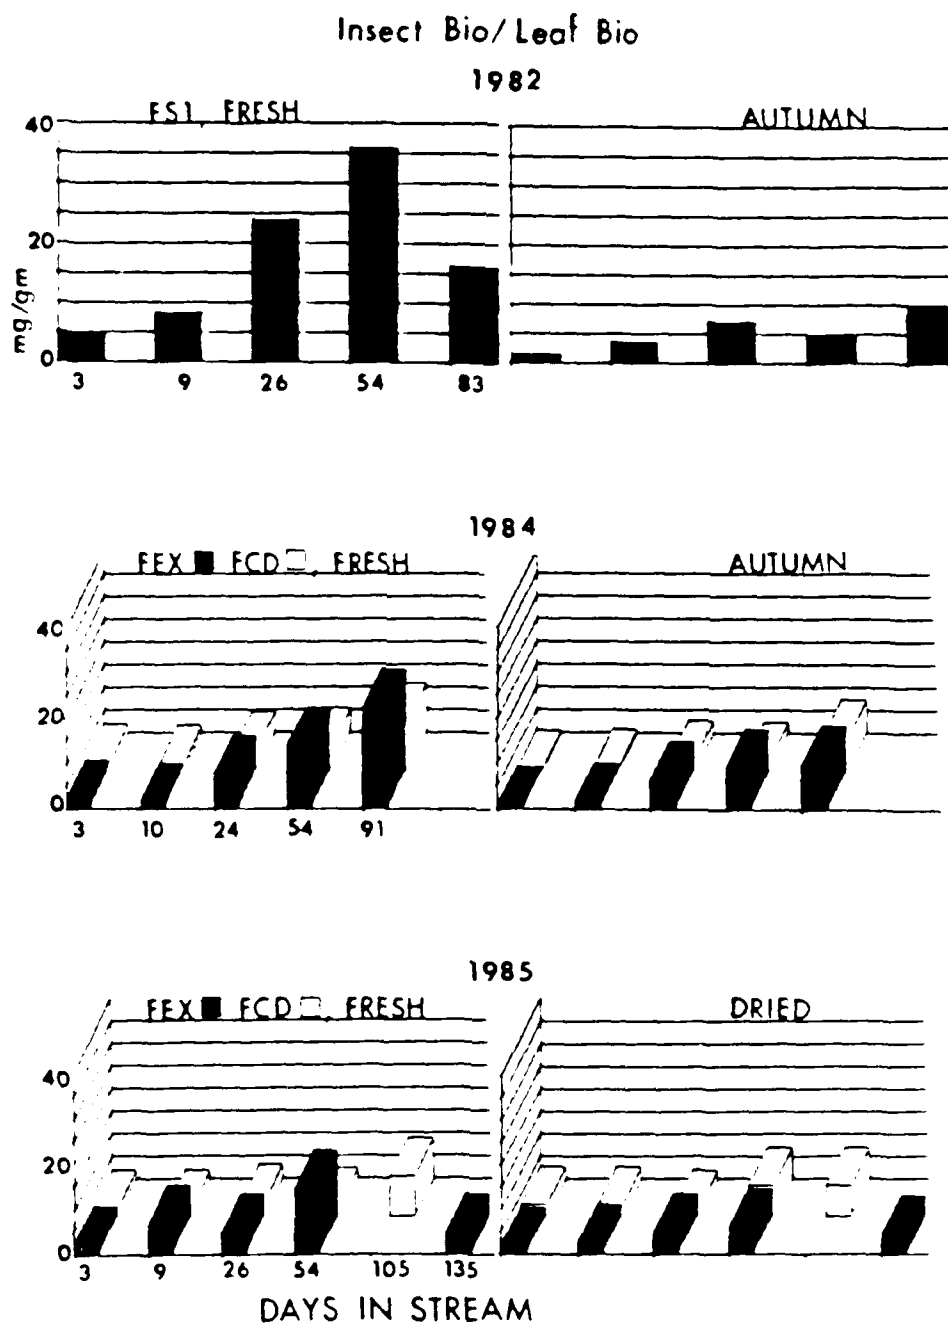 Insect Bio/Leaf Bio
1982
FS1, FRESH
AUTUMN
40
20
mg/gm
0
3 9 26 54 83
1984
FEX FCD , FRESH
AUTUMN
40
20
0
3 10 24 54 91
1985
FEX FCD , FRESH
DRIED
40
20
0
3 9 26 54 105 135
DAYS IN STREAM